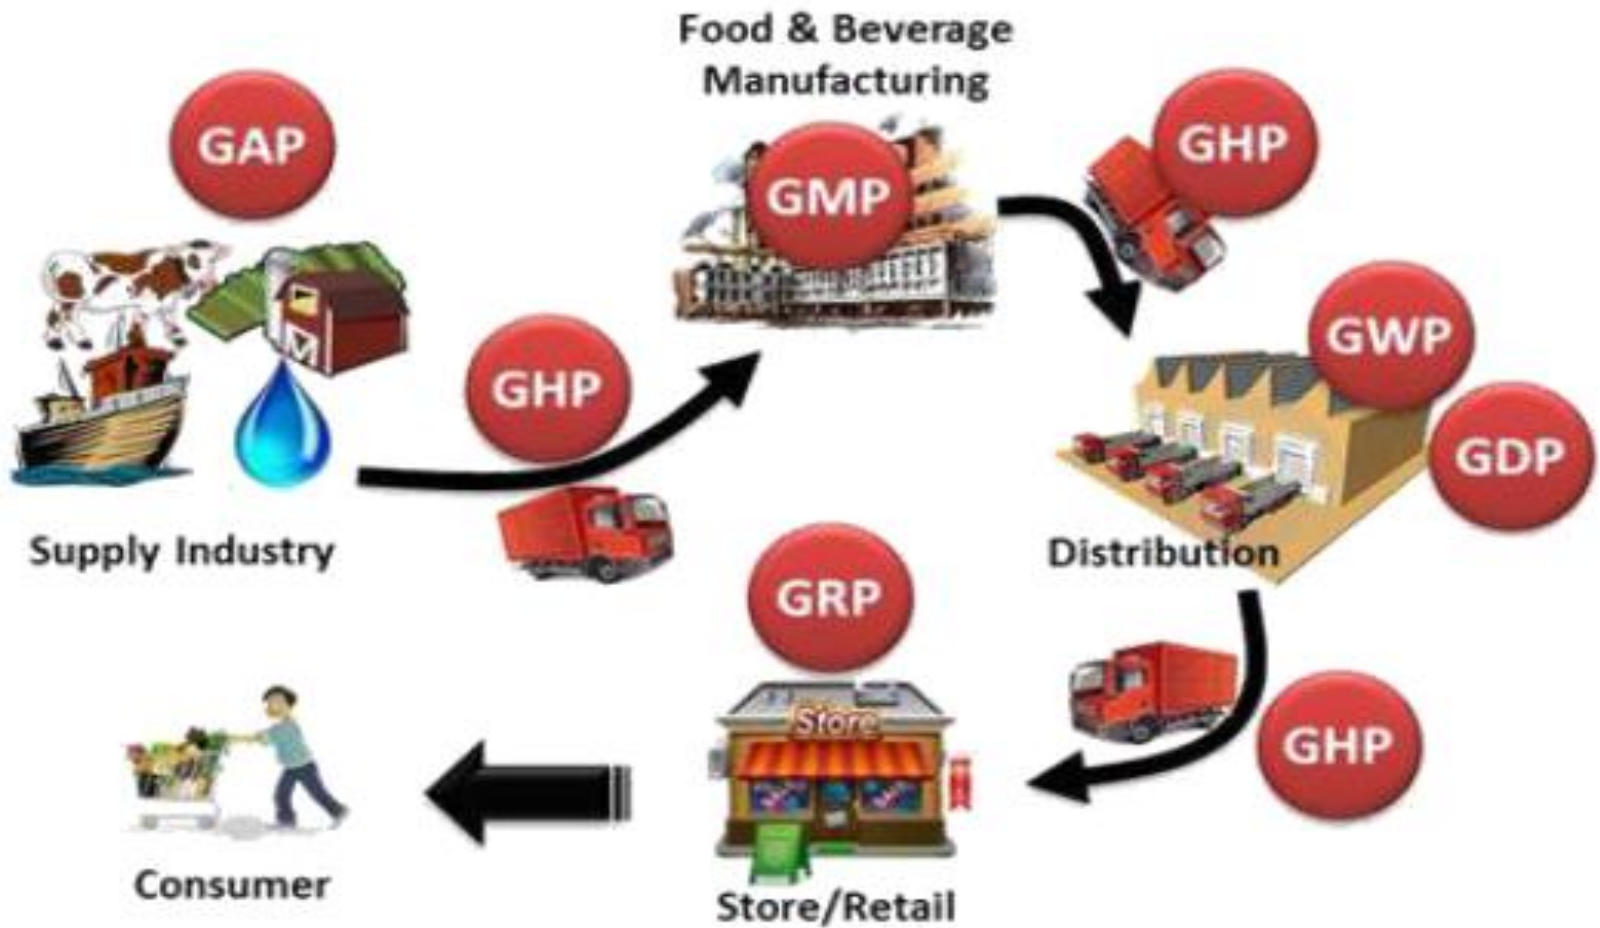 Food & Beverage
Manufacturing
GAP
GMP
GHP
GHP
GWP
GDP
Supply Industry
Distribution
GRP
GHP
Store
Consumer
Store/Retail